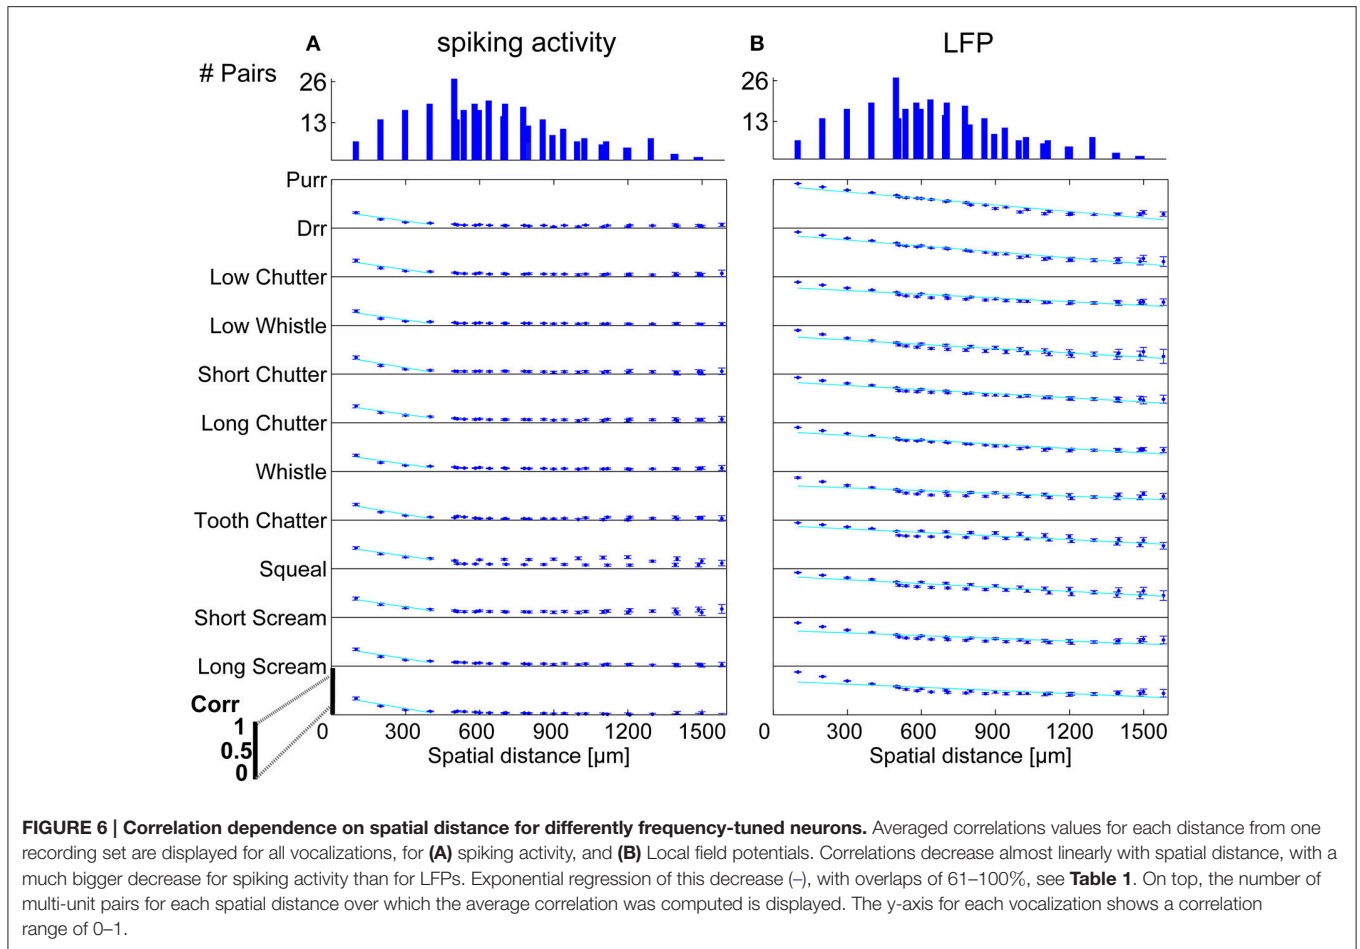 A
spiking activity
B
LFP
# Pairs
26
13
26
13
Purr
Drr
Low Chutter
Low Whistle
Short Chutter
Long Chutter
Whistle
Tooth Chatter
Squeal
Short Scream
Long Scream
Corr
1
0.5
0
0 300 600 900 1200 1500
Spatial distance [µm]
0 300 600 900 1200 1500
Spatial distance [µm]
FIGURE 6 | Correlation dependence on spatial distance for differently frequency-tuned neurons. Averaged correlations values for each distance from one
recording set are displayed for all vocalizations, for (A) spiking activity, and (B) Local field potentials. Correlations decrease almost linearly with spatial distance, with a
much bigger decrease for spiking activity than for LFPs. Exponential regression of this decrease (–), with overlaps of 61–100%, see Table 1. On top, the number of
multi-unit pairs for each spatial distance over which the average correlation was computed is displayed. The y-axis for each vocalization shows a correlation
range of 0–1.